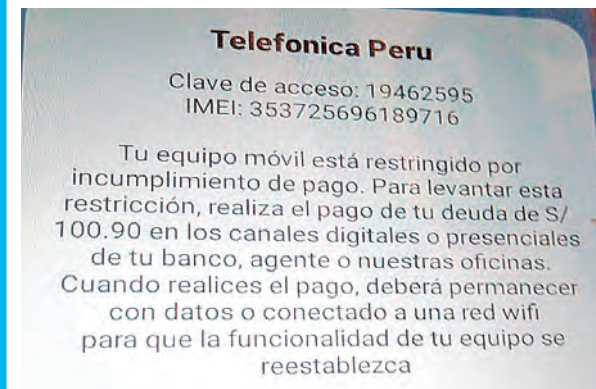 Telefonica Peru
Clave de acceso: 19462595
IMEI: 353725696189716
Tu equipo móvil está restringido por
incumplimiento de pago. Para levantar esta
restricción, realiza el pago de tu deuda de S/
100.90 en los canales digitales o presenciales
de tu banco, agente o nuestras oficinas.
Cuando realices el pago, deberá permanecer
con datos o conectado a una red wifi
para que la funcionalidad de tu equipo se
reestablezca